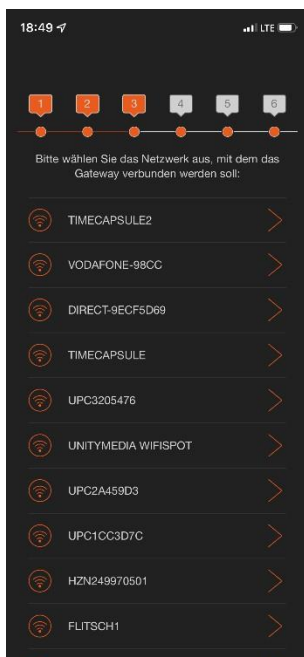 18:49
LTE
1 2 3 4 5 6
Bitte wählen Sie das Netzwerk aus, mit dem das
Gateway verbunden werden soll:
TIMECAPSULE2
VODAFONE-98CC
DIRECT-9ECF5D69
TIMECAPSULE
UPC3205476
UNITYMEDIA WIFISPOT
UPC2A459D3
UPC1CC3D7C
HZN249970501
FLITSCH1